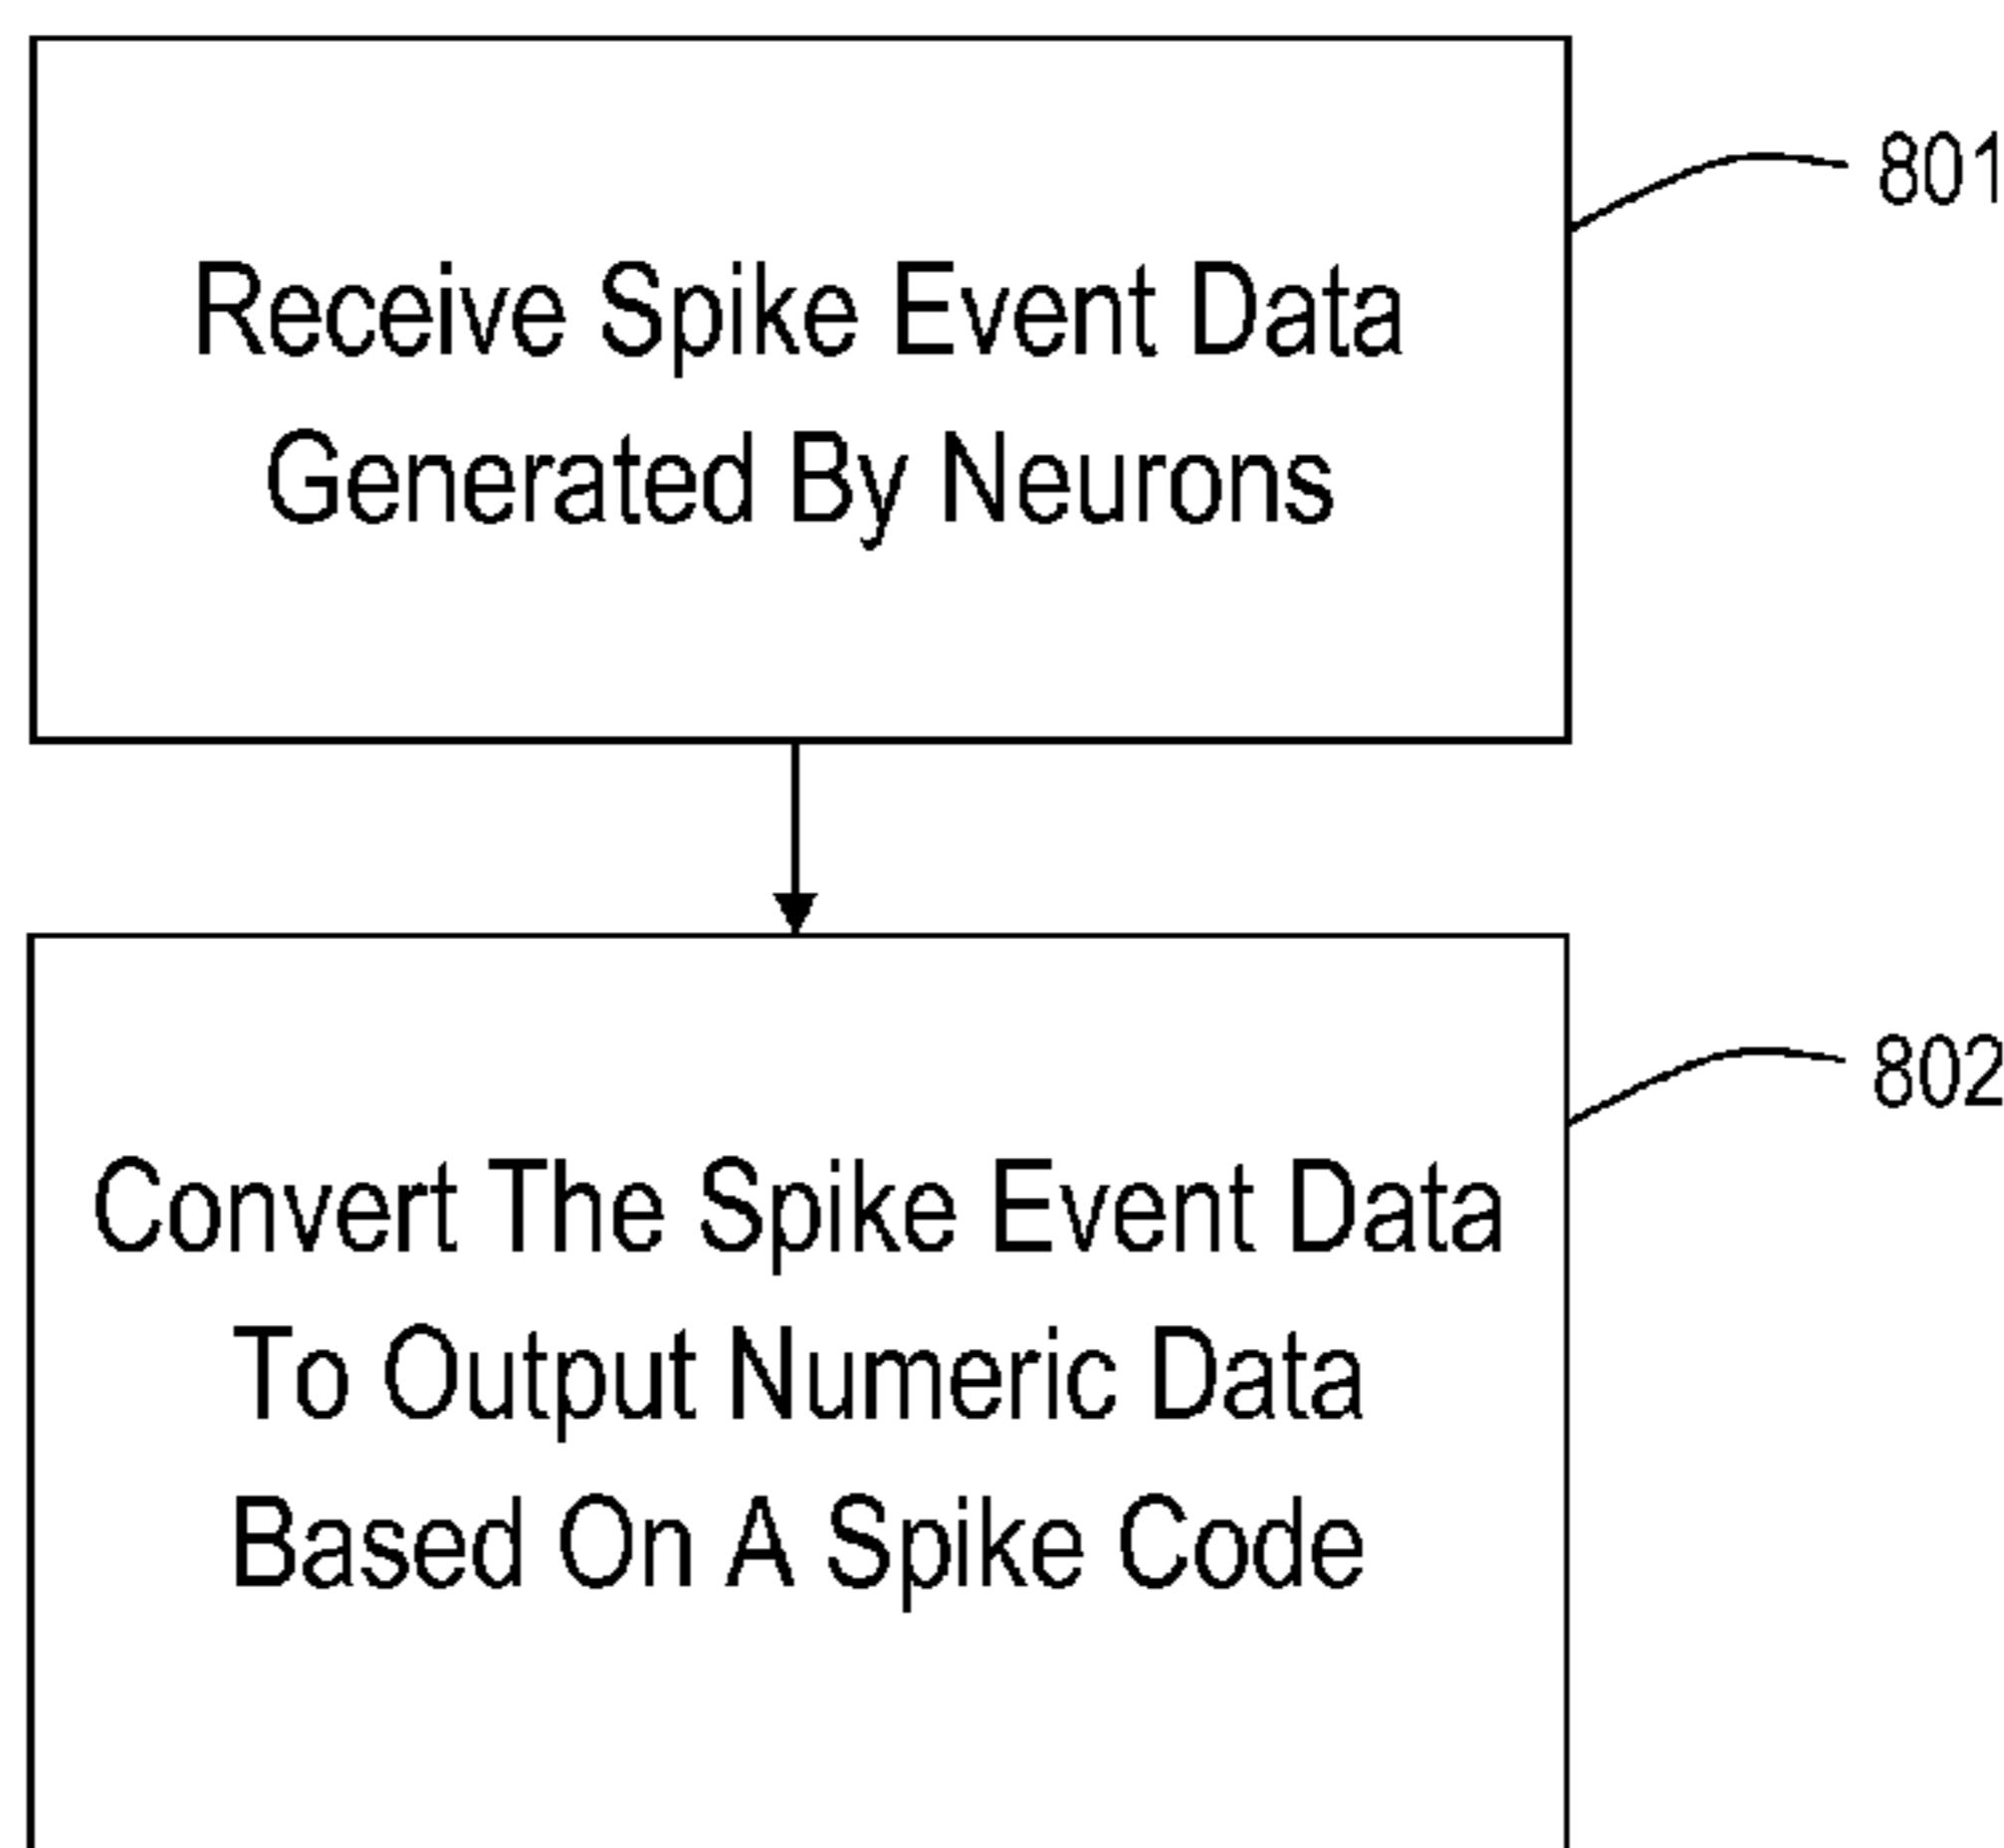 801
Receive Spike Event Data
Generated By Neurons
802
Convert The Spike Event Data
To Output Numeric Data
Based On A Spike Code